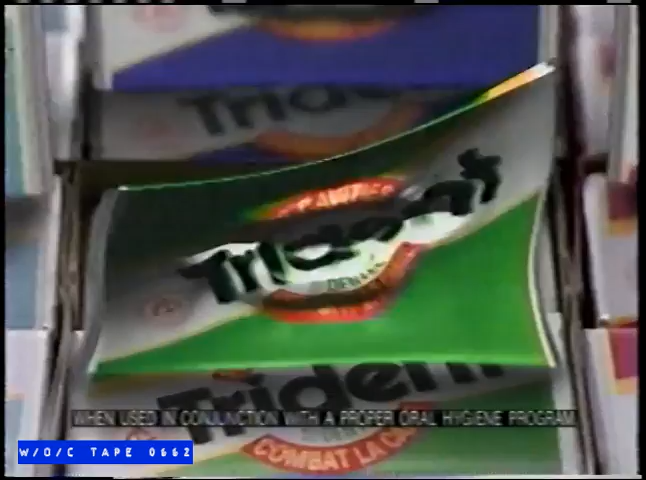 Trident
Trident
Trident
WHEN USED IN CONJUNCTION WITH A PROPER ORAL HYGIENE PROGRAM
COMBAT LA
W/O/C TAPE 0662